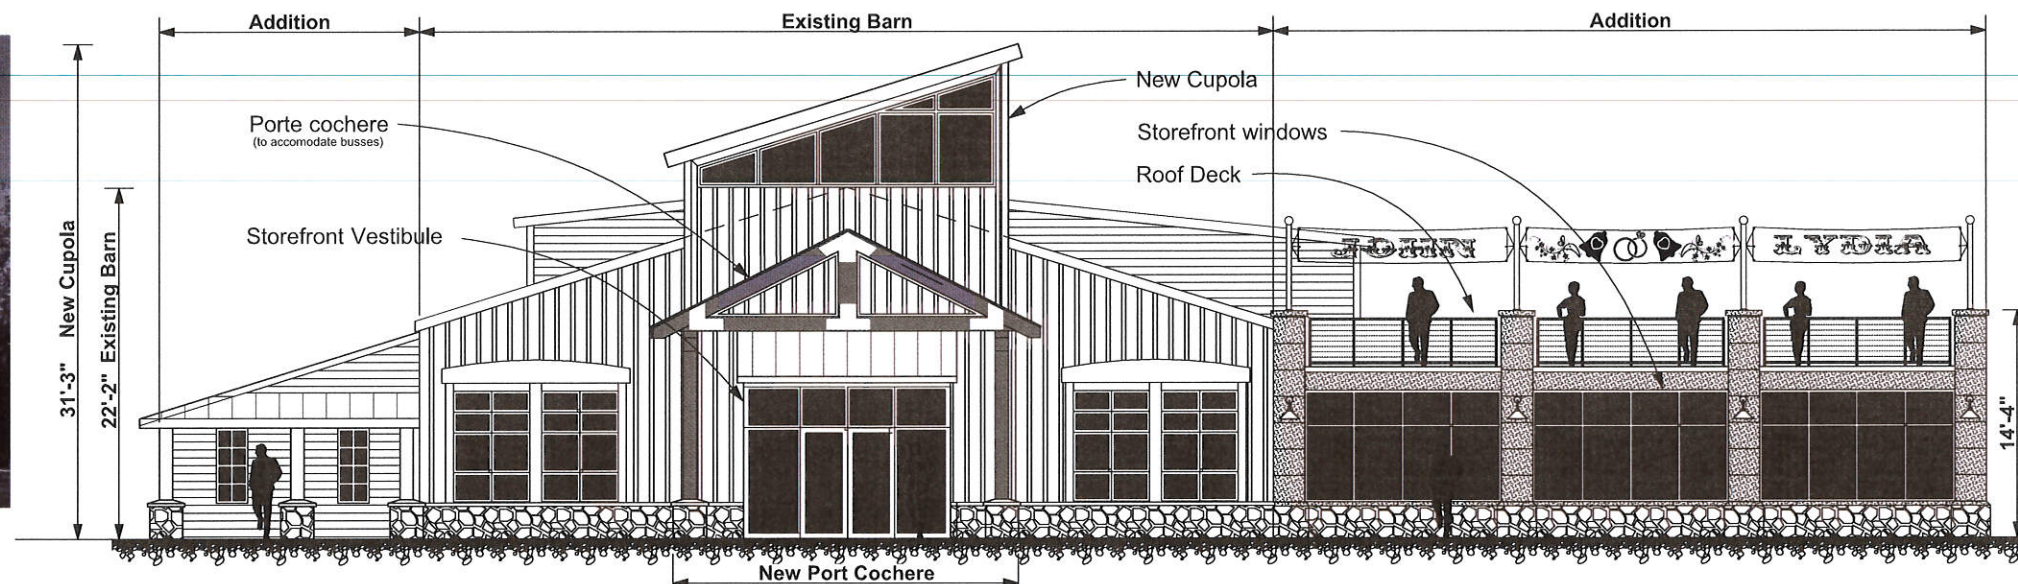 Addition
Existing Barn
Addition
New Cupola
Porte cochere
(to accomodate busses)
Storefront windows
Roof Deck
Storefront Vestibule
JOHN
LYDIA
31'-3" New Cupola
22'-2" Existing Barn
14'-4"
New Port Cochere